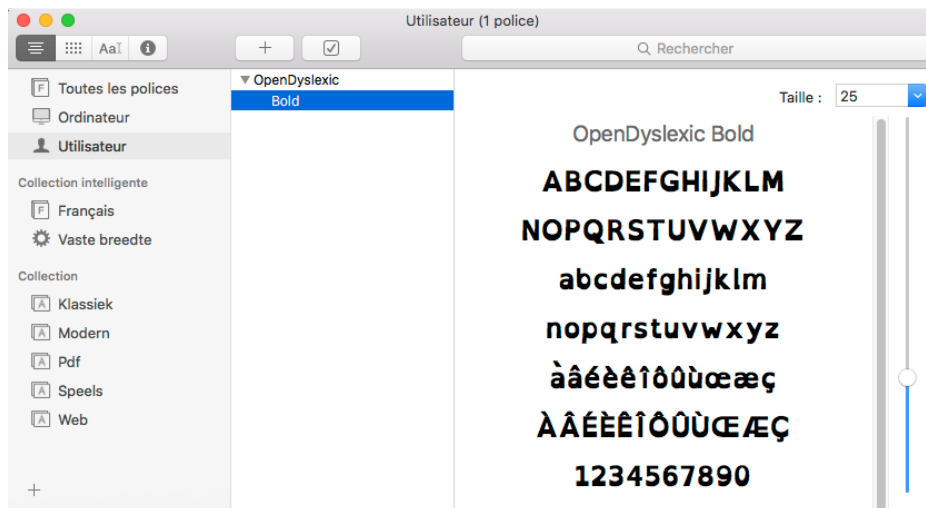 Utilisateur (1 police)
Aa
Rechercher
Toutes les polices
Ordinateur
Utilisateur
Collection intelligente
Français
Vaste breedte
Collection
Klassiek
Modern
Pdf
Speels
Web
OpenDyslexic
Bold
Taille : 25
OpenDyslexic Bold
ABCDEFGHIJKLM
NOPQRSTUVWXYZ
abcdefghijklm
nopqrstuvwxyz
àâéèêîôûùœæç
ÀÂÉÈÊÎÔÛÙŒÆÇ
1234567890